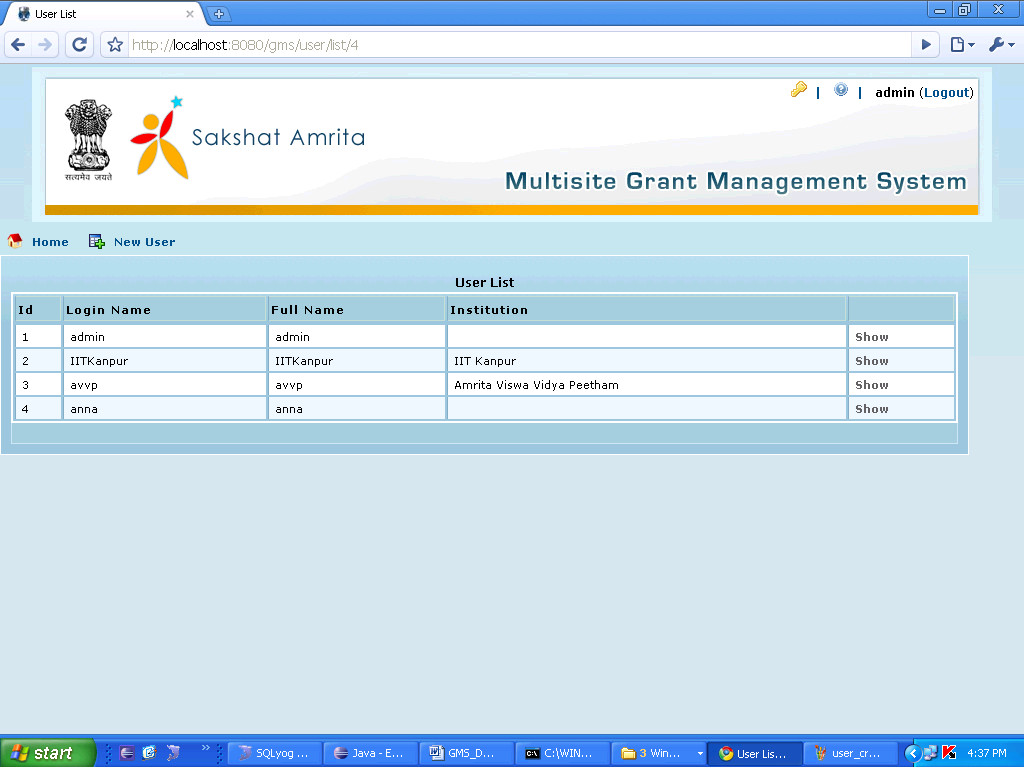 User List
http://localhost:8080/gms/user/list/4
| | admin (Logout)
सत्यमेव जयते
Sakshat Amrita
Multisite Grant Management System
Home New User
User List
Id Login Name Full Name Institution
1 admin admin Show
2 IITKanpur IITKanpur IIT Kanpur Show
3 avvp avvp Amrita Viswa Vidya Peetham Show
4 anna anna Show
start » SQLyog ... Java - E... GMS_D... C:\WIN... 3 Win... User Lis... user_cr... 4:37 PM